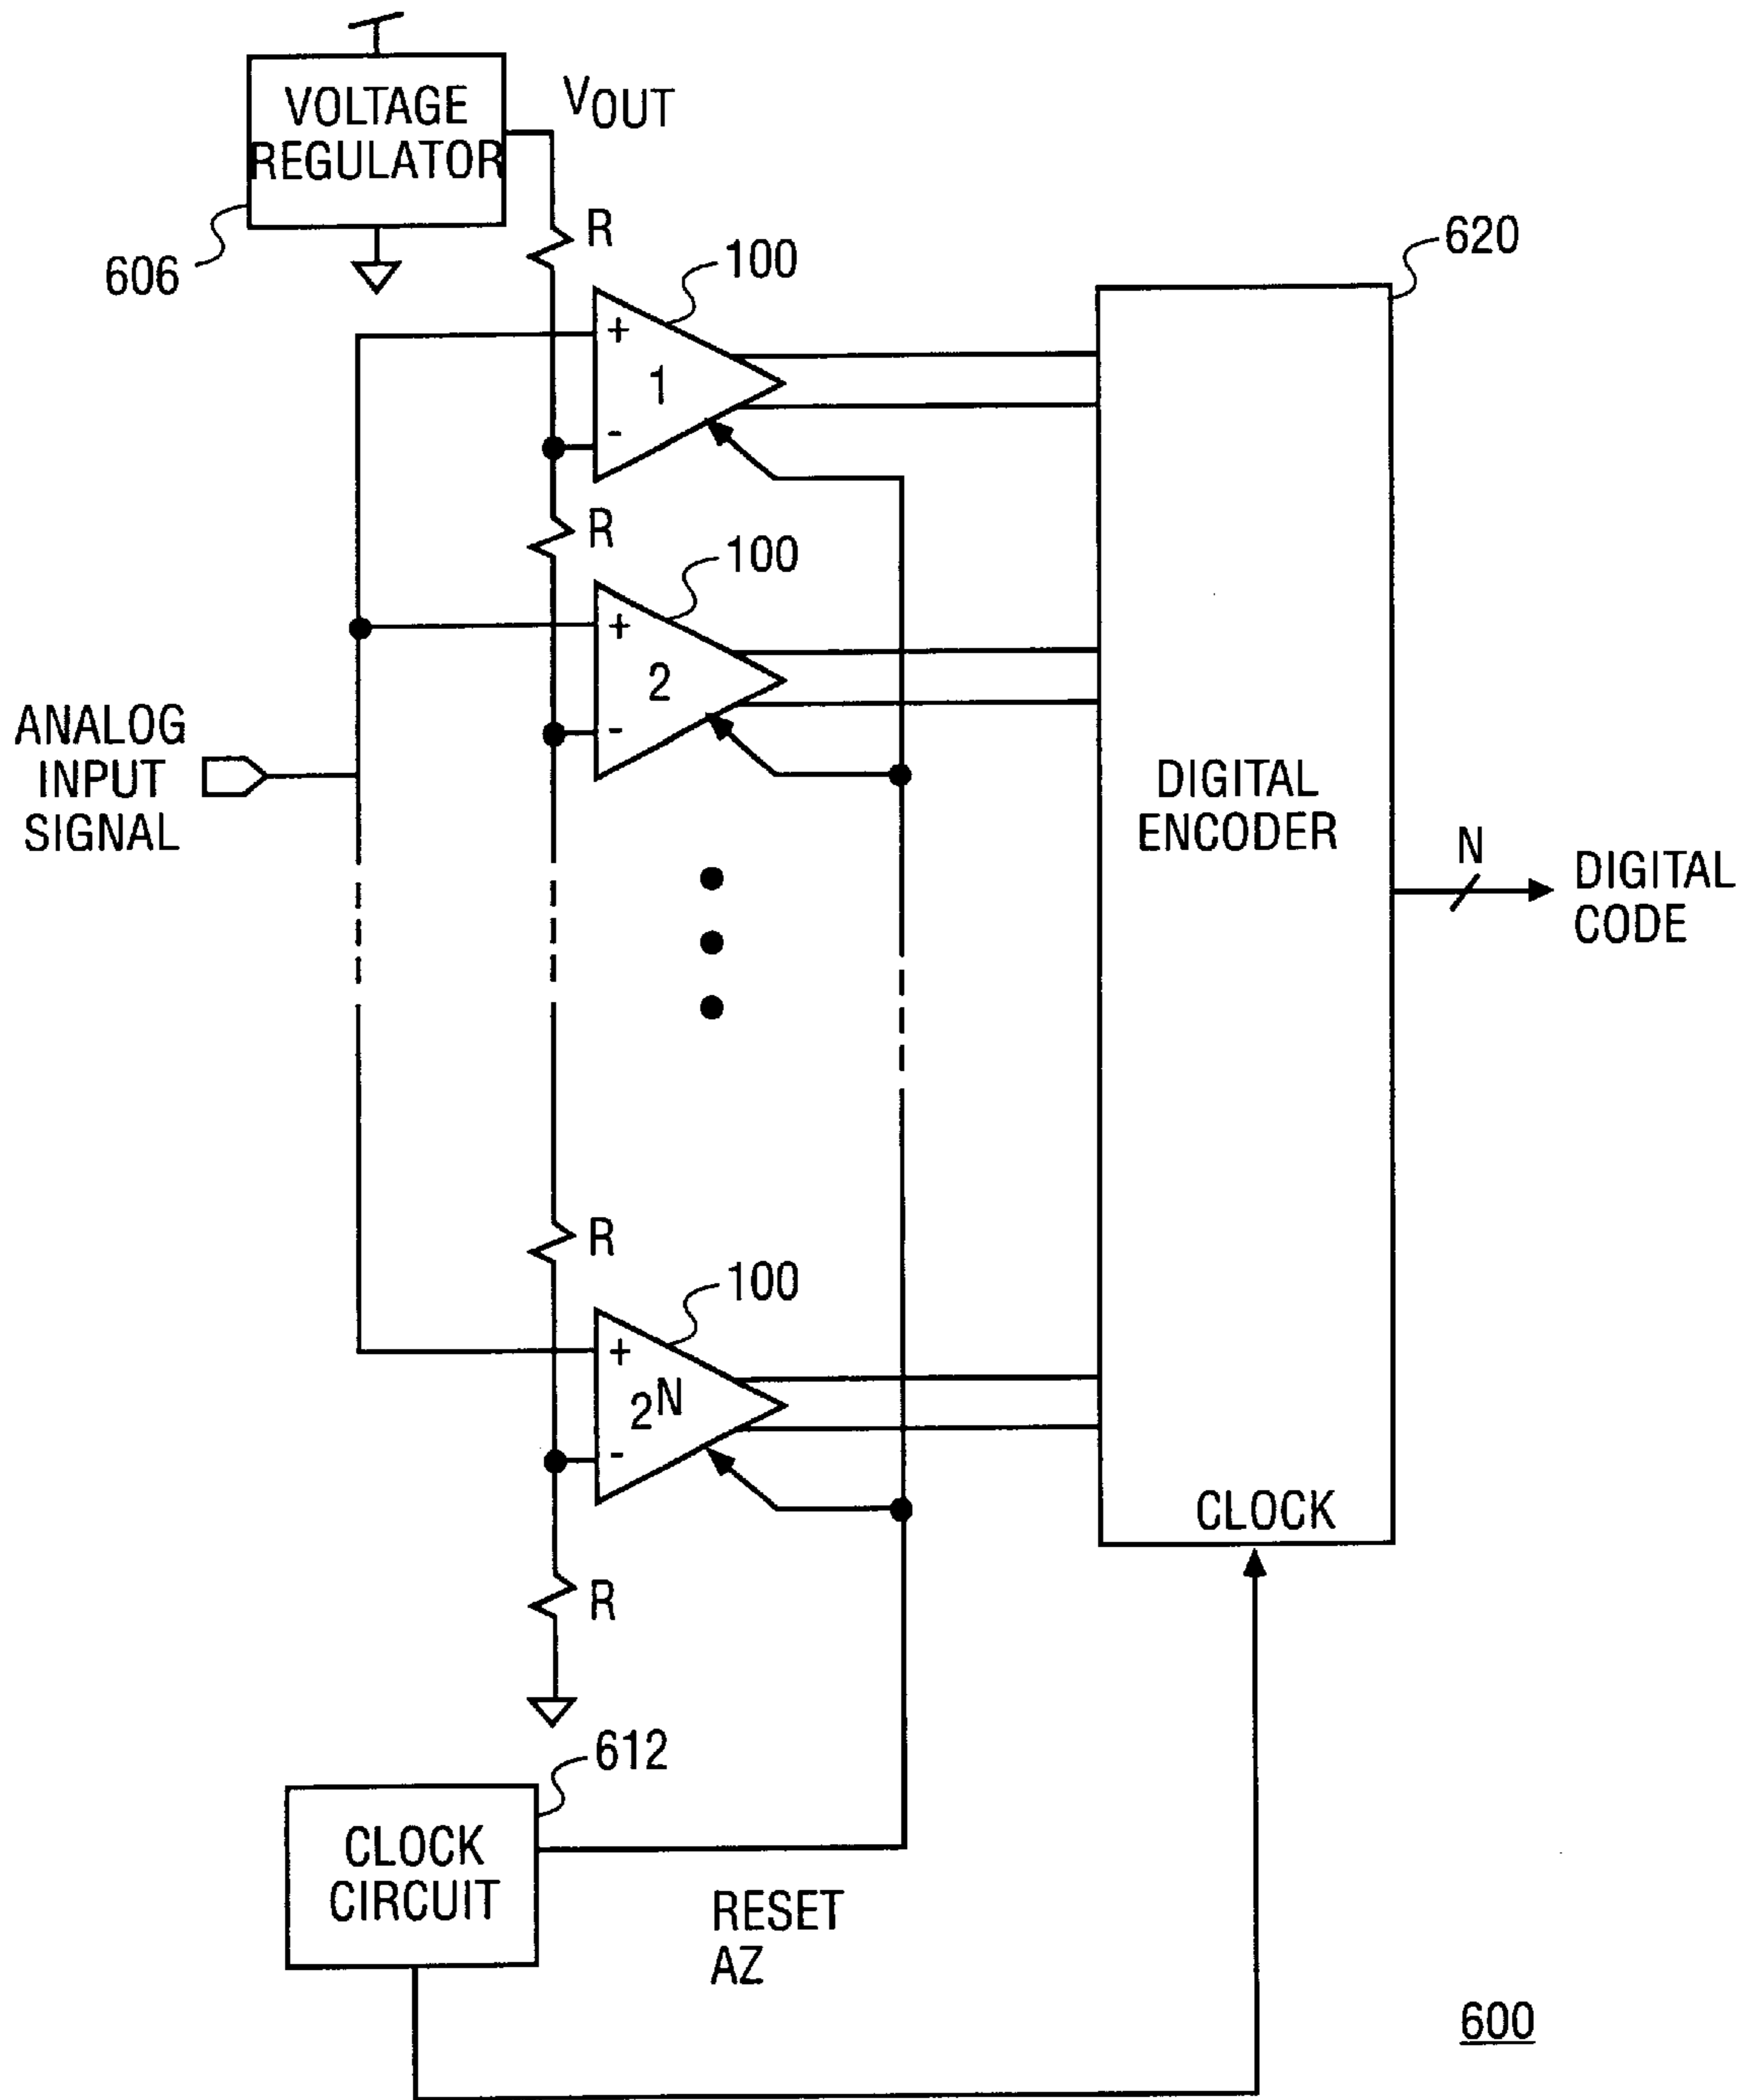 VOLTAGE
REGULATOR
VOUT
606
R
100
620
+
1
-
R
100
+
2
-
ANALOG
INPUT
SIGNAL
DIGITAL
ENCODER
N
DIGITAL
CODE
R
100
+
2^N
-
CLOCK
R
612
CLOCK
CIRCUIT
RESET
AZ
600